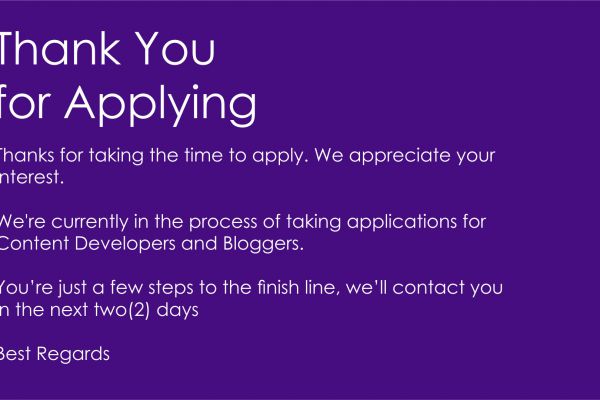 Thank You
for Applying
Thanks for taking the time to apply. We appreciate your
interest.
We're currently in the process of taking applications for
Content Developers and Bloggers.
You’re just a few steps to the finish line, we’ll contact you
in the next two(2) days
Best Regards